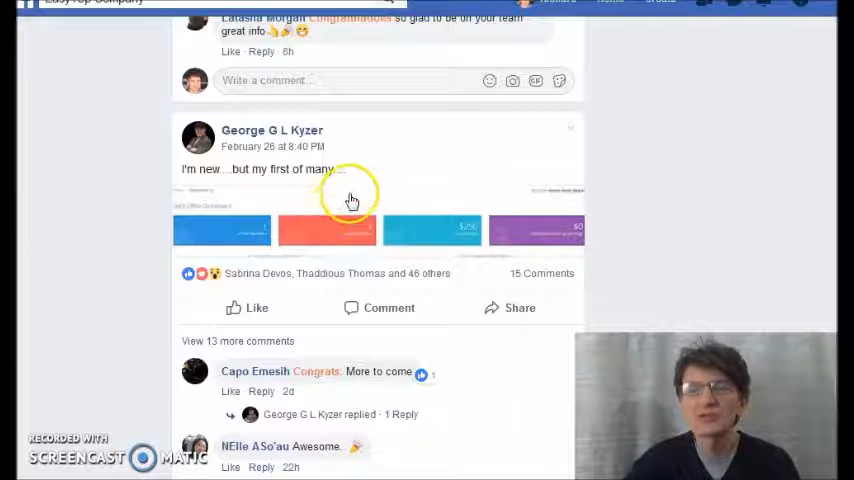 Latasha Morgan Congratulations so glad to be on your team
great info
Like · Reply · 6h
Write a comment...
George G L Kyzer
February 26 at 8:40 PM
I'm new....but my first of many....
$250
$0
Sabrina Devos, Thaddious Thomas and 46 others
15 Comments
Like
Comment
Share
View 13 more comments
Capo Emesih Congrats. More to come
1
Like · Reply · 2d
George G L Kyzer replied · 1 Reply
NElle ASo'au Awesome.
Like · Reply · 22h
RECORDED WITH
SCREENCAST MATIC